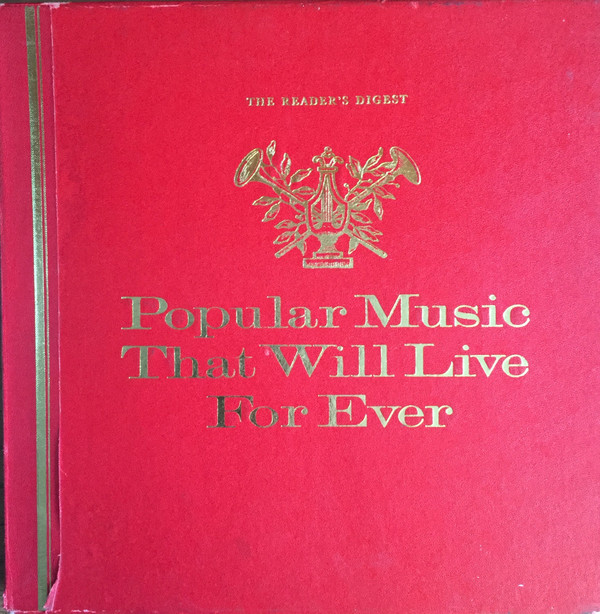 THE READER'S DIGEST
Popular Music
That Will Live
For Ever